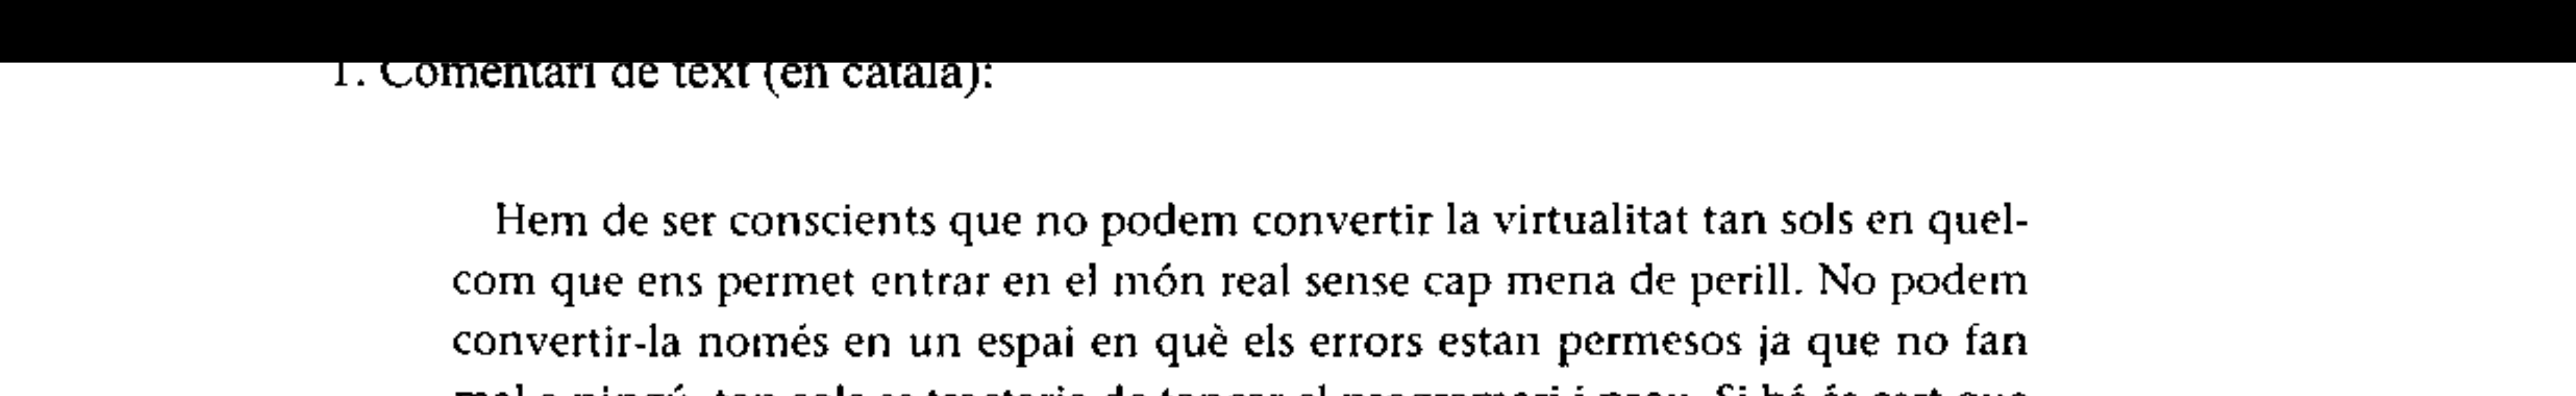 1. Comentari de text (en català):
Hem de ser conscients que no podem convertir la virtualitat tan sols en quel-
com que ens permet entrar en el món real sense cap mena de perill. No podem
convertir-la només en un espai en què els errors estan permesos ja que no fan